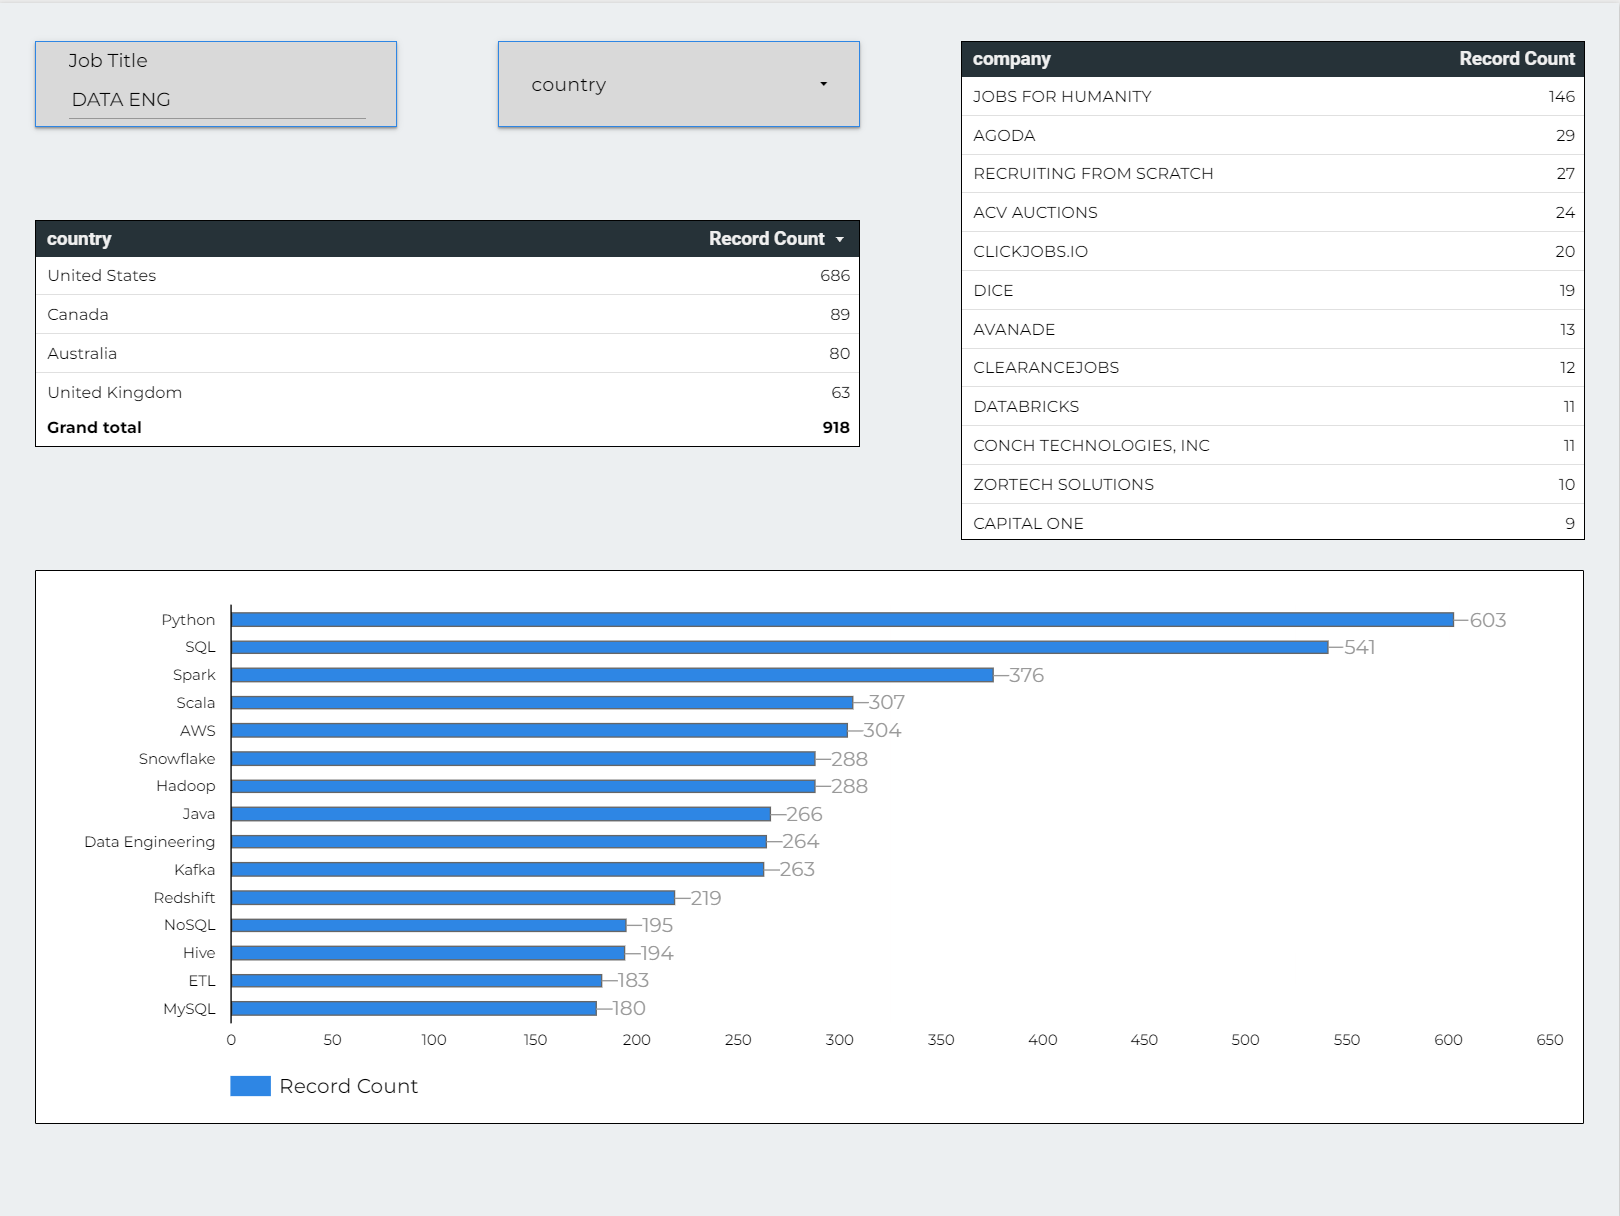 Job Title
DATA ENG
country
country Record Count
United States 686
Canada 89
Australia 80
United Kingdom 63
Grand total 918
company Record Count
JOBS FOR HUMANITY 146
AGODA 29
RECRUITING FROM SCRATCH 27
ACV AUCTIONS 24
CLICKJOBS.IO 20
DICE 19
AVANADE 13
CLEARANCEJOBS 12
DATABRICKS 11
CONCH TECHNOLOGIES, INC 11
ZORTECH SOLUTIONS 10
CAPITAL ONE 9
Python 603
SQL 541
Spark 376
Scala 307
AWS 304
Snowflake 288
Hadoop 288
Java 266
Data Engineering 264
Kafka 263
Redshift 219
NoSQL 195
Hive 194
ETL 183
MySQL 180
0 50 100 150 200 250 300 350 400 450 500 550 600 650
Record Count